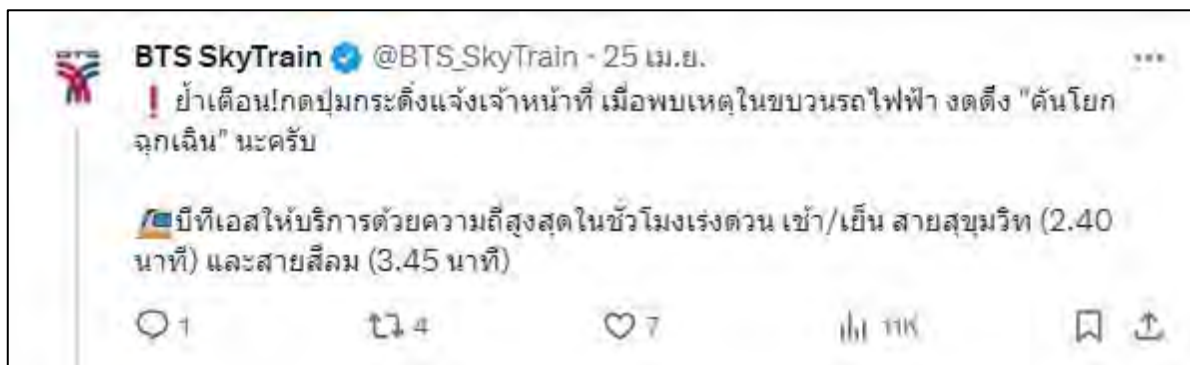 BTS SkyTrain @BTS_SkyTrain · 25 เม.ย.
❗ ย้ำเตือน!กดปุ่มกระดิ่งแจ้งเจ้าหน้าที่ เมื่อพบเหตุในขบวนรถไฟฟ้า งดดึง "คันโยก
ฉุกเฉิน" นะครับ
🚈บีทีเอสให้บริการด้วยความถี่สูงสุดในชั่วโมงเร่งด่วน เช้า/เย็น สายสุขุมวิท (2.40
นาที) และสายสีลม (3.45 นาที)
1 4 7 11K